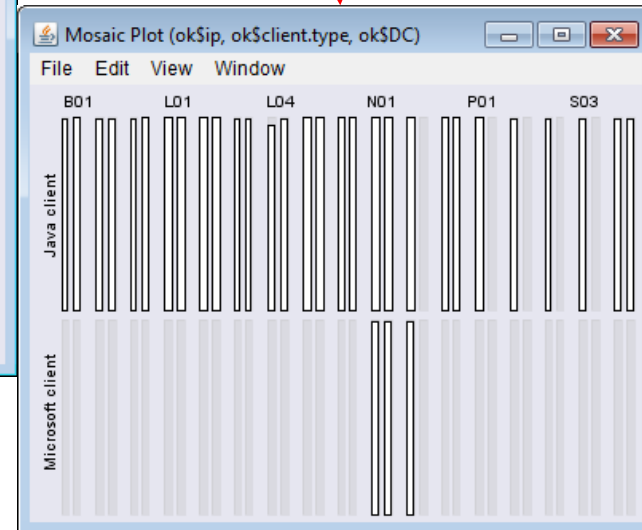 Mosaic Plot (ok$ip, ok$client.type, ok$DC)
File Edit View Window
B01 L01 L04 N01 P01 S03
Java client
Microsoft client